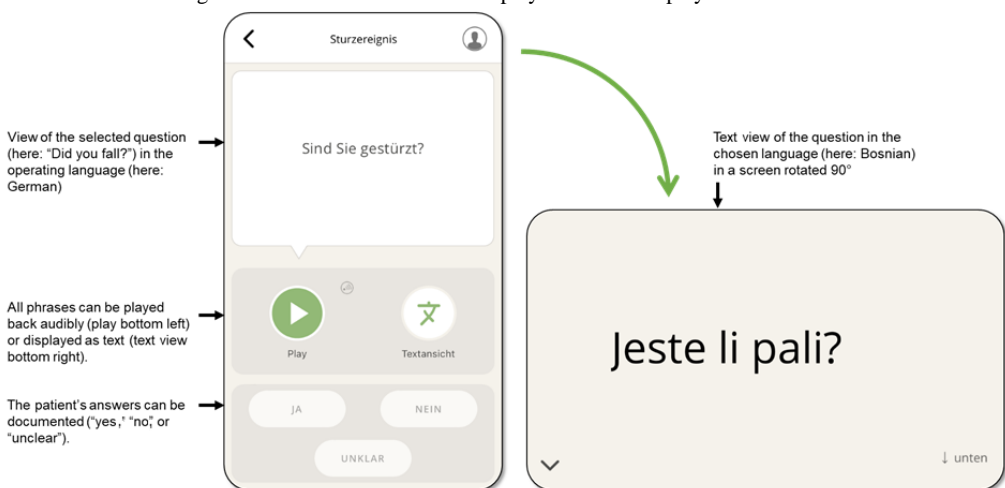 Sturzereignis
View of the selected question
(here: “Did you fall?”) in the
operating language (here:
German)
Sind Sie gestürzt?
All phrases can be played
back audibly (play bottom left)
or displayed as text (text view
bottom right).
Play
Textansicht
The patient’s answers can be
documented (“yes,” “no,” or
“unclear”).
JA
NEIN
UNKLAR
Text view of the question in the
chosen language (here: Bosnian)
in a screen rotated 90°
Jeste li pali?
↓ unten